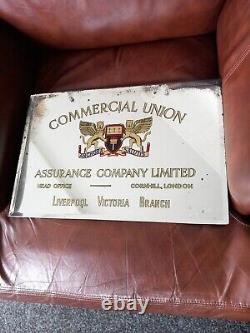 COMMERCIAL UNION
ASSURANCE COMPANY LIMITED
HEAD OFFICE — CORNHILL, LONDON
LIVERPOOL VICTORIA BRANCH